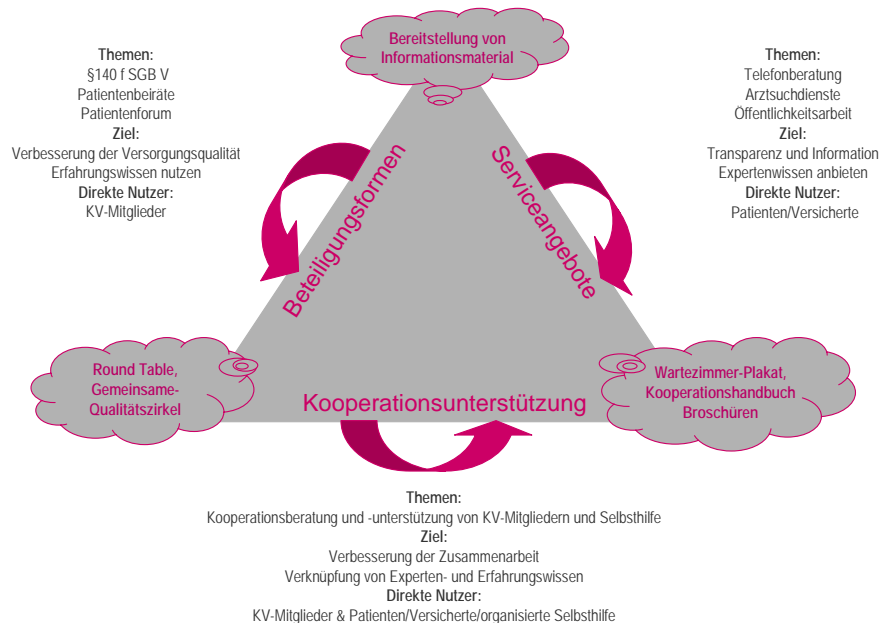 Bereitstellung von
Informationsmaterial
Themen:
§140 f SGB V
Patientenbeiräte
Patientenforum
Ziel:
Verbesserung der Versorgungsqualität
Erfahrungswissen nutzen
Direkte Nutzer:
KV-Mitglieder
Themen:
Telefonberatung
Arztsuchdienste
Öffentlichkeitsarbeit
Ziel:
Transparenz und Information
Expertenwissen anbieten
Direkte Nutzer:
Patienten/Versicherte
Beteiligungsformen
Serviceangebote
Round Table,
Gemeinsame-
Qualitätszirkel
Wartezimmer-Plakat,
Kooperationshandbuch
Broschüren
Kooperationsunterstützung
Themen:
Kooperationsberatung und -unterstützung von KV-Mitgliedern und Selbsthilfe
Ziel:
Verbesserung der Zusammenarbeit
Verknüpfung von Experten- und Erfahrungswissen
Direkte Nutzer:
KV-Mitglieder & Patienten/Versicherte/organisierte Selbsthilfe